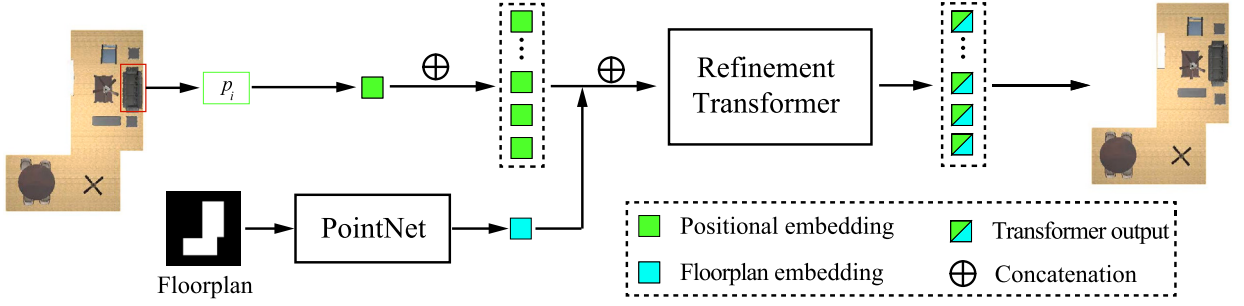 p_i
Refinement
Transformer
PointNet
Floorplan
Positional embedding
Transformer output
Floorplan embedding
Concatenation